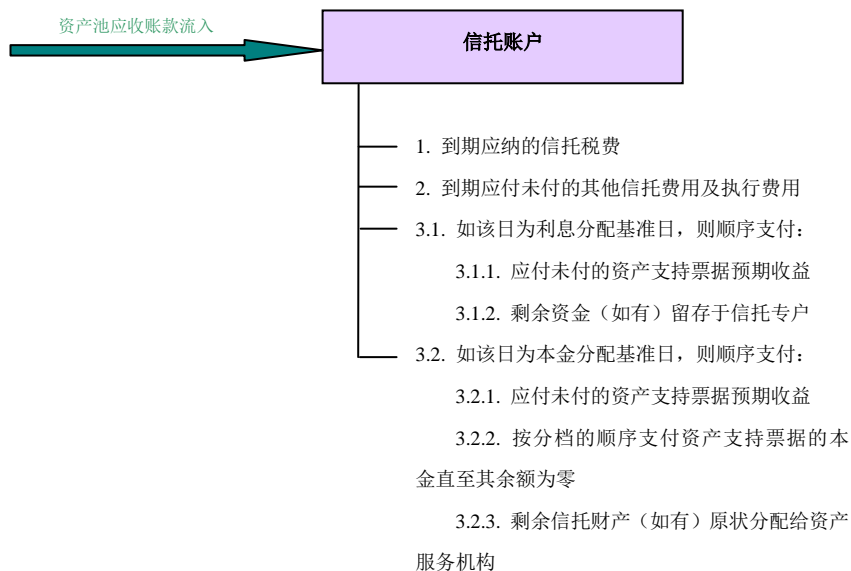 资产池应收账款流入
信托账户
1. 到期应纳的信托税费
2. 到期应付未付的其他信托费用及执行费用
3.1. 如该日为利息分配基准日，则顺序支付：
3.1.1. 应付未付的资产支持票据预期收益
3.1.2. 剩余资金（如有）留存于信托专户
3.2. 如该日为本金分配基准日，则顺序支付：
3.2.1. 应付未付的资产支持票据预期收益
3.2.2. 按分档的顺序支付资产支持票据的本
金直至其余额为零
3.2.3. 剩余信托财产（如有）原状分配给资产
服务机构